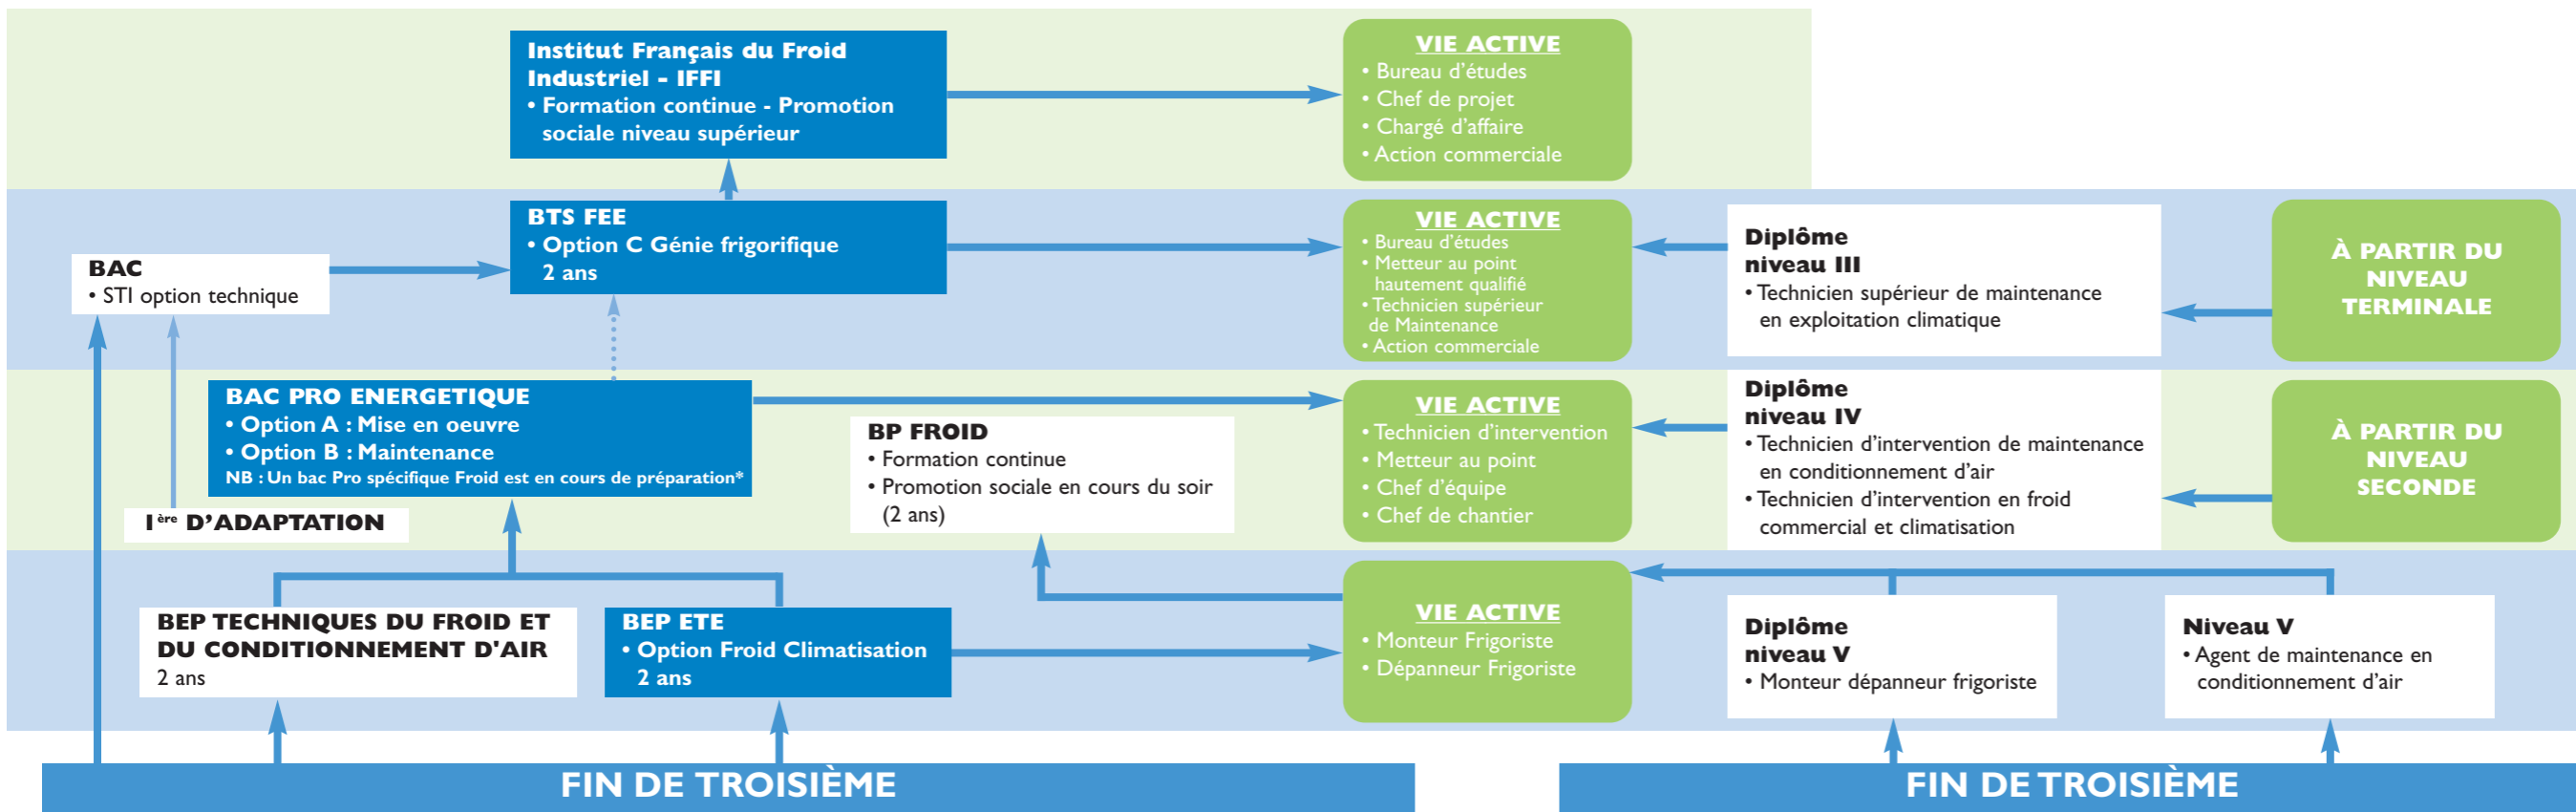 Institut Français du Froid
Industriel - IFFI
• Formation continue - Promotion
sociale niveau supérieur
VIE ACTIVE
• Bureau d'études
• Chef de projet
• Chargé d'affaire
• Action commerciale
BAC
• STI option technique
BTS FEE
• Option C Génie frigorifique
2 ans
VIE ACTIVE
• Bureau d'études
• Metteur au point
hautement qualifié
• Technicien supérieur
de Maintenance
• Action commerciale
Diplôme
niveau III
• Technicien supérieur de maintenance
en exploitation climatique
À PARTIR DU
NIVEAU
TERMINALE
BAC PRO ENERGETIQUE
• Option A : Mise en oeuvre
• Option B : Maintenance
NB : Un bac Pro spécifique Froid est en cours de préparation*
1ère D'ADAPTATION
BP FROID
• Formation continue
• Promotion sociale en cours du soir
(2 ans)
VIE ACTIVE
• Technicien d'intervention
• Metteur au point
• Chef d'équipe
• Chef de chantier
Diplôme
niveau IV
• Technicien d'intervention de maintenance
en conditionnement d'air
• Technicien d'intervention en froid
commercial et climatisation
À PARTIR DU
NIVEAU
SECONDE
BEP TECHNIQUES DU FROID ET
DU CONDITIONNEMENT D'AIR
2 ans
BEP ETE
• Option Froid Climatisation
2 ans
VIE ACTIVE
• Monteur Frigoriste
• Dépanneur Frigoriste
Diplôme
niveau V
• Monteur dépanneur frigoriste
Niveau V
• Agent de maintenance en
conditionnement d'air
FIN DE TROISIÈME
FIN DE TROISIÈME